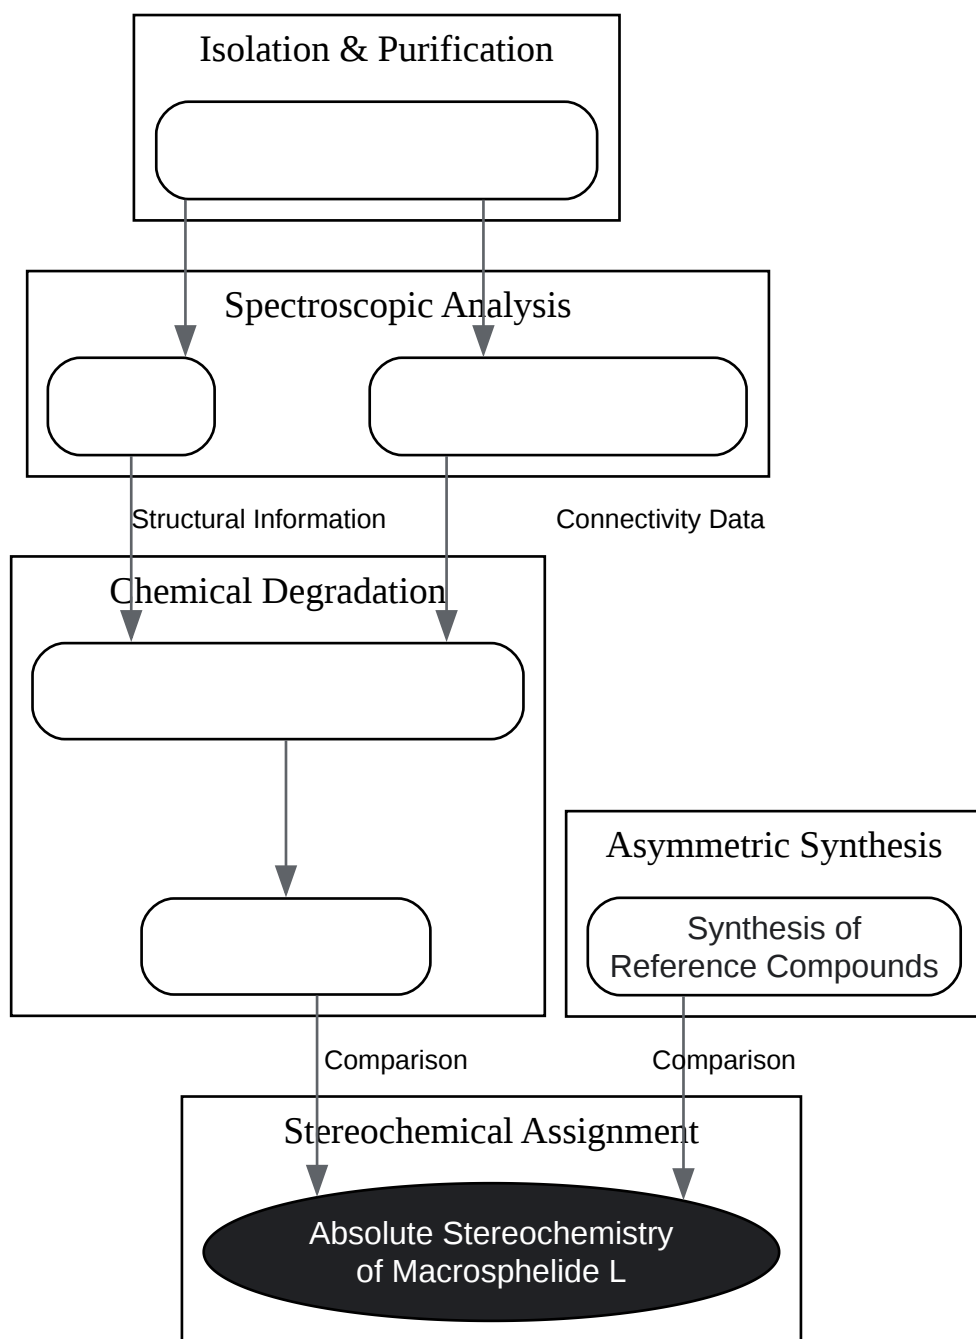 Isolation & Purification
Spectroscopic Analysis
Structural Information
Connectivity Data
Chemical Degradation
Asymmetric Synthesis
Synthesis of
Reference Compounds
Comparison
Comparison
Stereochemical Assignment
Absolute Stereochemistry
of Macrosphelide L